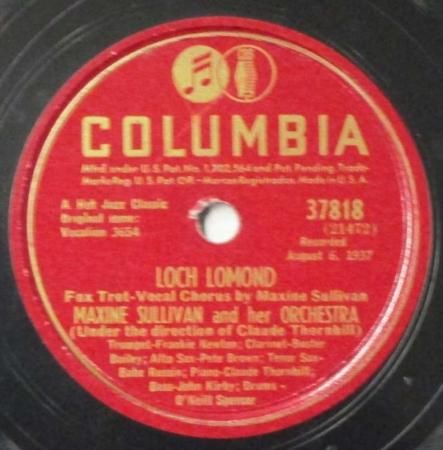 COLUMBIA
Mfrd. under U.S. Pat. No. 1,702,564 and Pat. Pending. Trade-
Marks Reg. U.S. Pat. Off.—Marcas Registradas. Made in U.S.A.
A Hot Jazz Classic
Original issue:
Vocalion 3654
37818
(21472)
Recorded
August 6, 1937
LOCH LOMOND
Fox Trot-Vocal Chorus by Maxine Sullivan
MAXINE SULLIVAN and her ORCHESTRA
(Under the direction of Claude Thornhill)
Trumpet-Frankie Newton; Clarinet-Buster
Bailey; Alto Sax-Pete Brown; Tenor Sax-
Babe Russin; Piano-Claude Thornhill;
Bass-John Kirby; Drums -
O'Neill Spencer